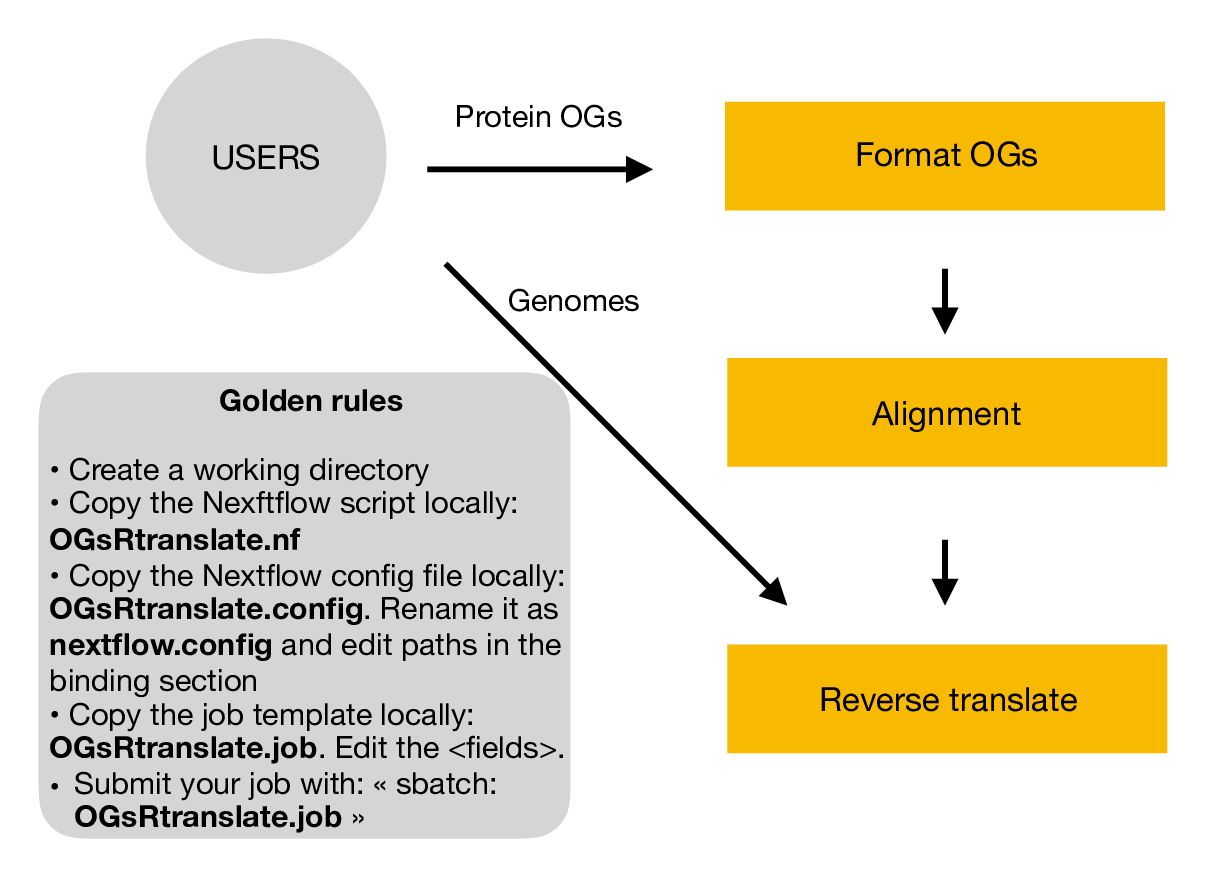 USERS
Protein OGs
Format OGs
Genomes
Alignment
Reverse translate
Golden rules
• Create a working directory
• Copy the Nexftflow script locally:
OGsRtranslate.nf
• Copy the Nextflow config file locally:
OGsRtranslate.config. Rename it as
nextflow.config and edit paths in the
binding section
• Copy the job template locally:
OGsRtranslate.job. Edit the <fields>.
• Submit your job with: « sbatch:
OGsRtranslate.job »